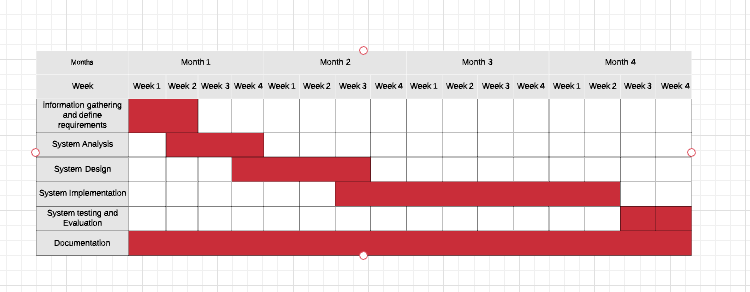 Months Month 1 Month 2 Month 3 Month 4
Week Week 1 Week 2 Week 3 Week 4 Week 1 Week 2 Week 3 Week 4 Week 1 Week 2 Week 3 Week 4 Week 1 Week 2 Week 3 Week 4
Information gathering
and define
requirements
System Analysis
System Design
System Implementation
System testing and
Evaluation
Documentation